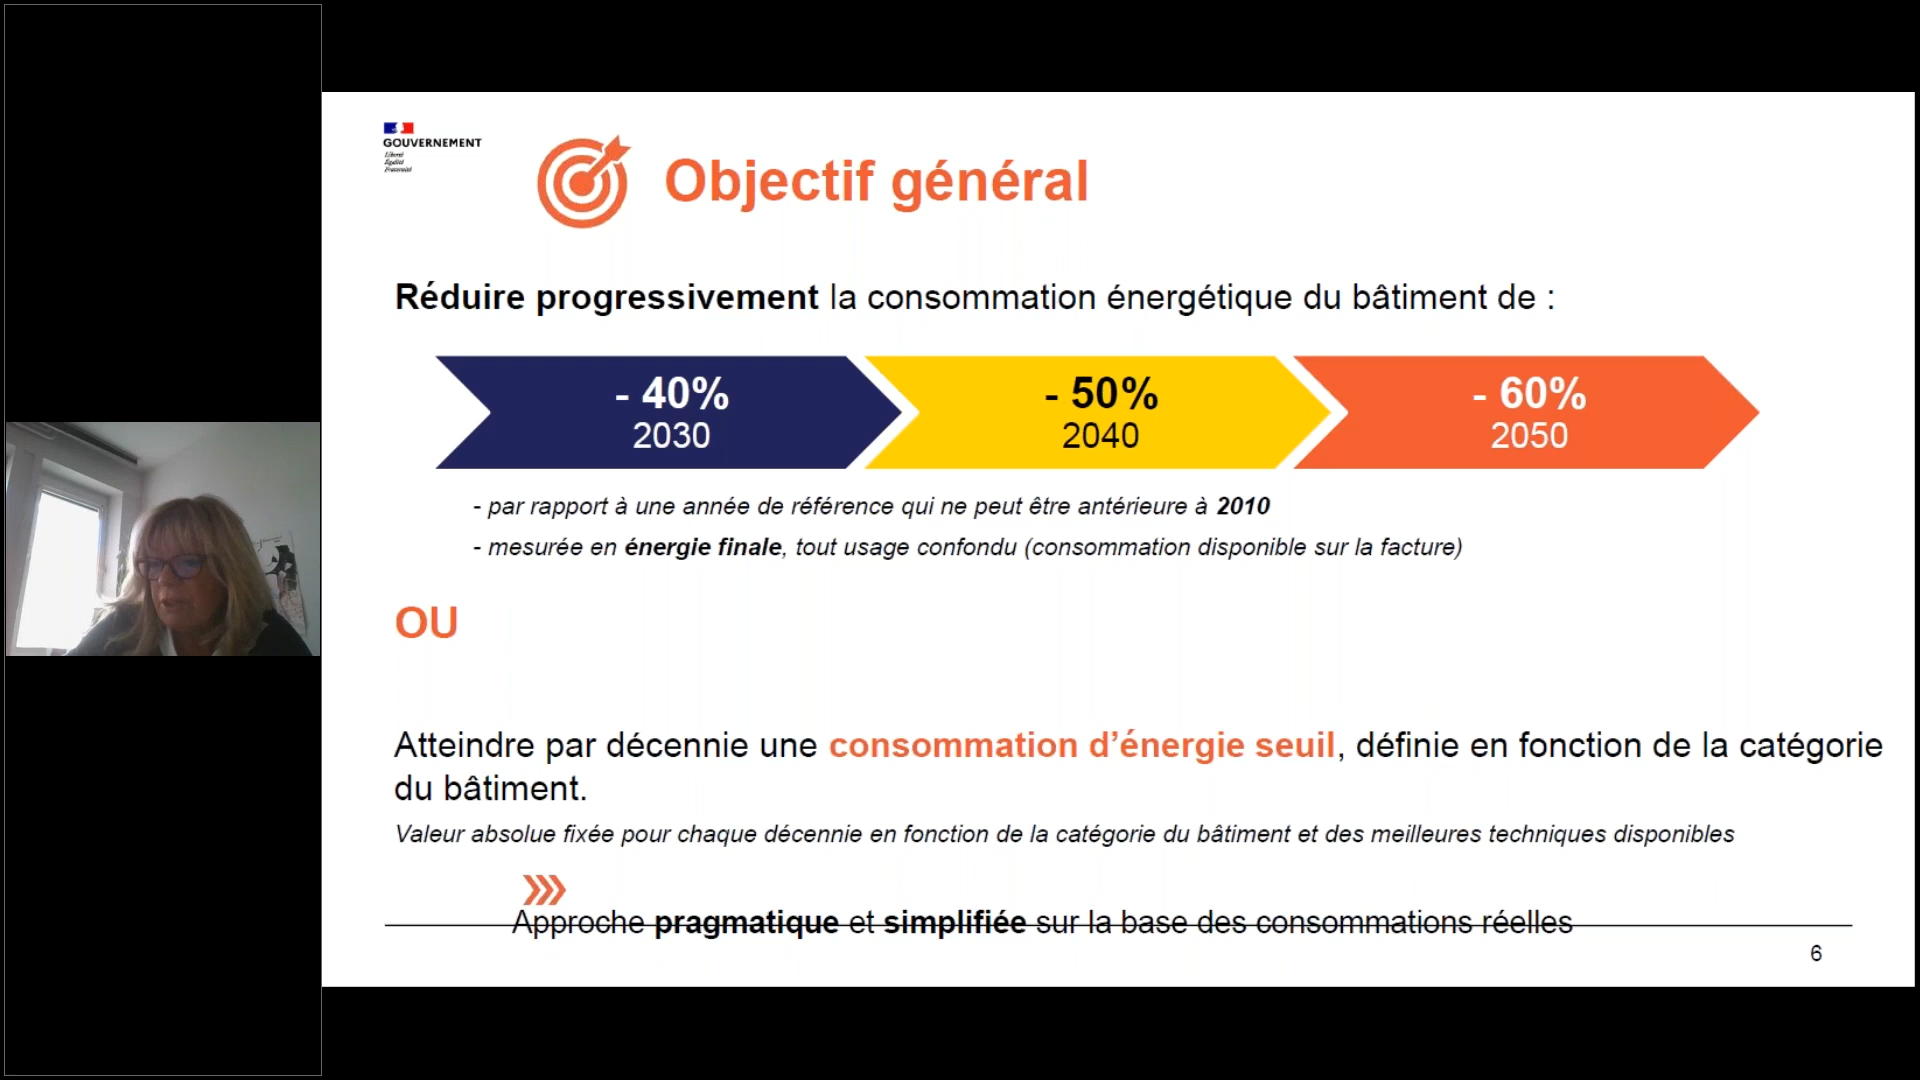 GOUVERNEMENT
Liberté
Égalité
Fraternité
Objectif général
Réduire progressivement la consommation énergétique du bâtiment de :
- 40%
2030
- 50%
2040
- 60%
2050
- par rapport à une année de référence qui ne peut être antérieure à 2010
- mesurée en énergie finale, tout usage confondu (consommation disponible sur la facture)
OU
Atteindre par décennie une consommation d’énergie seuil, définie en fonction de la catégorie
du bâtiment.
Valeur absolue fixée pour chaque décennie en fonction de la catégorie du bâtiment et des meilleures techniques disponibles
Approche pragmatique et simplifiée sur la base des consommations réelles
6